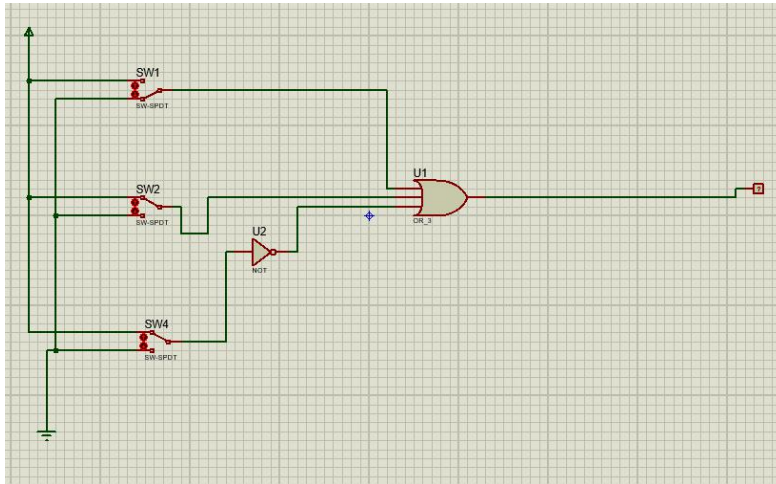 SW1
SW-SPDT
U1
SW2
OR_3
SW-SPDT
U2
NOT
SW4
SW-SPDT
?